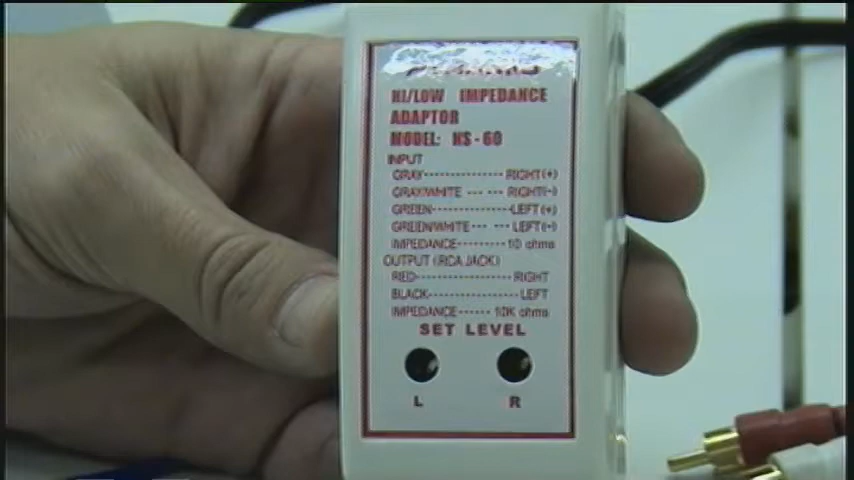 HI/LOW IMPEDANCE
ADAPTOR
MODEL: NS-60
INPUT
GRAY---------------RIGHT(+)
GRAY/WHITE --- ---RIGHT(-)
GREEN---------------LEFT(+)
GREEN/WHITE--- ---LEFT(-)
IMPEDANCE---------10 ohms
OUTPUT (RCA JACK)
RED------------------RIGHT
BLACK-----------------LEFT
IMPEDANCE------10K ohms
SET LEVEL
L R